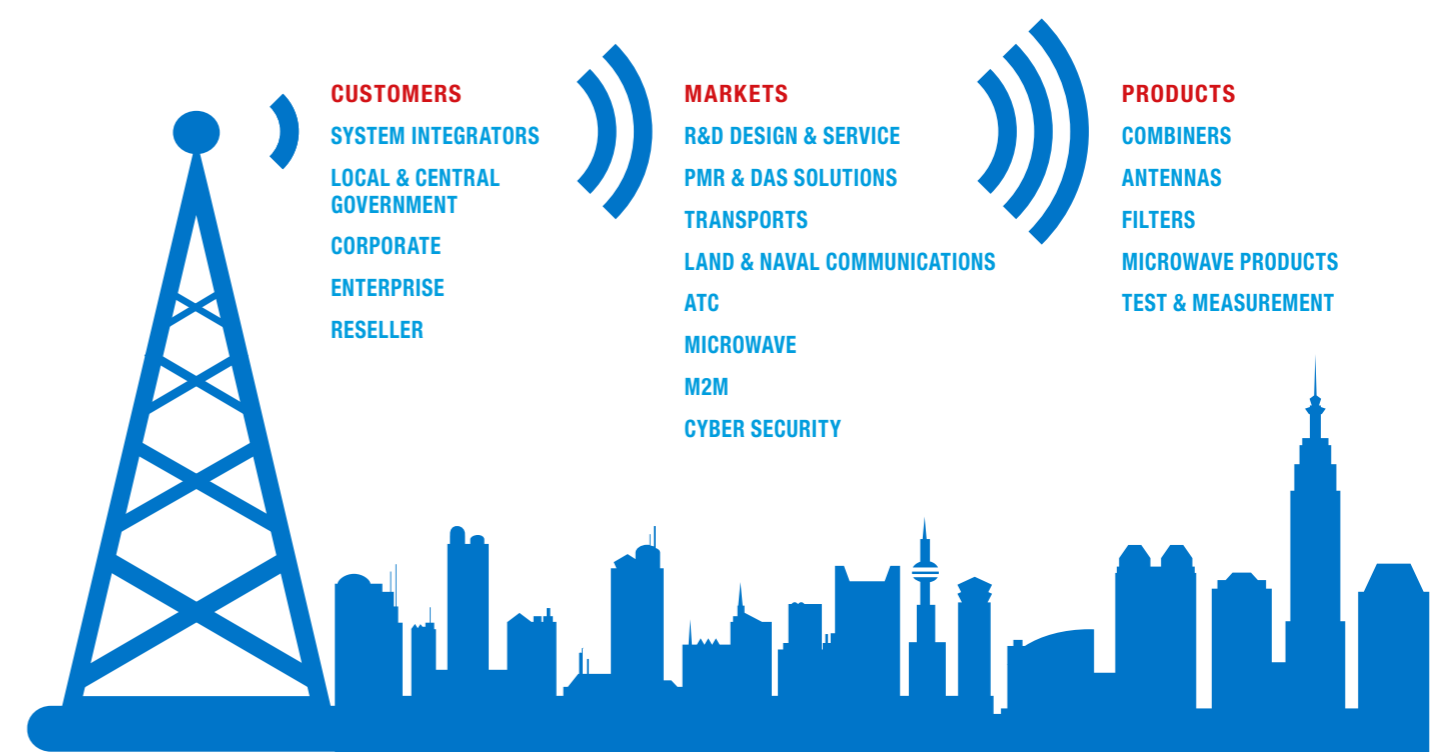 CUSTOMERS
SYSTEM INTEGRATORS
LOCAL & CENTRAL
GOVERNMENT
CORPORATE
ENTERPRISE
RESELLER
MARKETS
R&D DESIGN & SERVICE
PMR & DAS SOLUTIONS
TRANSPORTS
LAND & NAVAL COMMUNICATIONS
ATC
MICROWAVE
M2M
CYBER SECURITY
PRODUCTS
COMBINERS
ANTENNAS
FILTERS
MICROWAVE PRODUCTS
TEST & MEASUREMENT